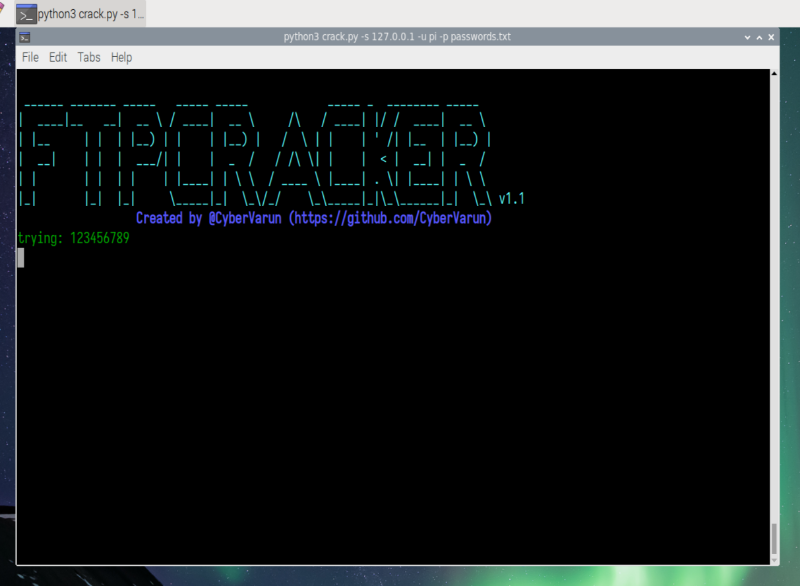 python3 crack.py -s 1...
python3 crack.py -s 127.0.0.1 -u pi -p passwords.txt
File Edit Tabs Help
FTPCRACKER v1.1
Created by @CyberVarun (https://github.com/CyberVarun)
trying: 123456789